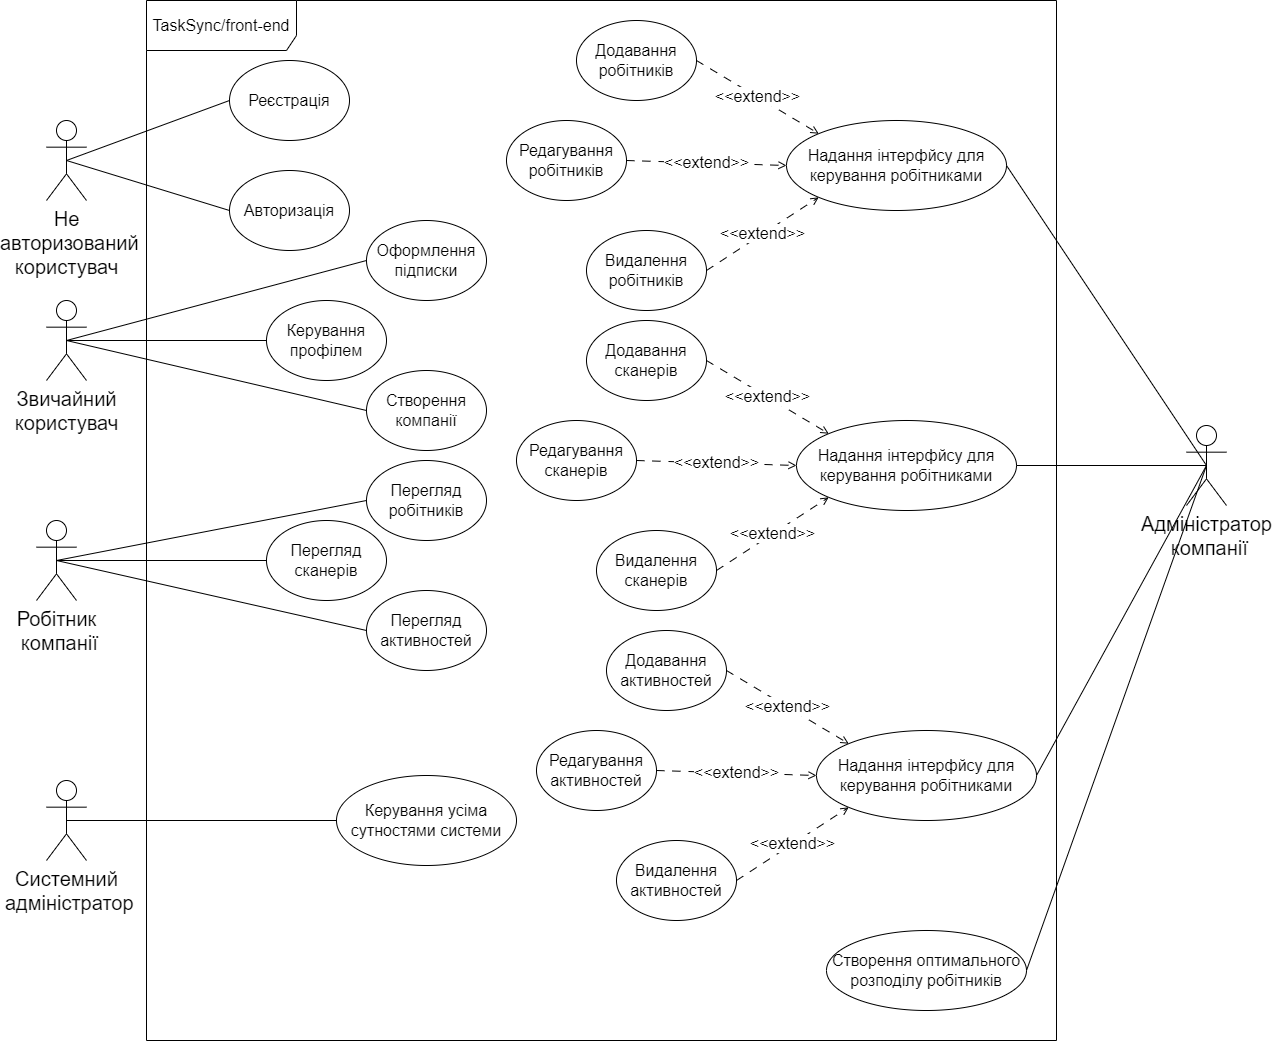 TaskSync/front-end
Реєстрація
Авторизація
Не
авторизований
користувач
Оформлення
підписки
Керування
профілем
Створення
компанії
Звичайний
користувач
Перегляд
робітників
Перегляд
сканерів
Перегляд
активностей
Робітник
компанії
Керування усіма
сутностями системи
Системний
адміністратор
Додавання
робітників
<<extend>>
Редагування
робітників
<<extend>>
Видалення
робітників
<<extend>>
Надання інтерфйсу для
керування робітниками
Додавання
сканерів
<<extend>>
Редагування
сканерів
<<extend>>
Видалення
сканерів
<<extend>>
Надання інтерфйсу для
керування робітниками
Додавання
активностей
<<extend>>
Редагування
активностей
<<extend>>
Видалення
активностей
<<extend>>
Надання інтерфйсу для
керування робітниками
Створення оптимального
розподілу робітників
Адміністратор
компанії